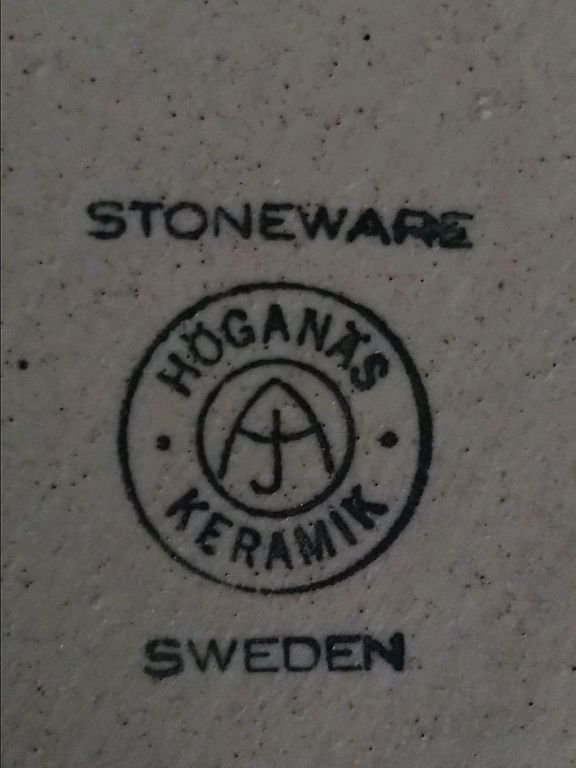 STONEWARE
HÖGANÄS
AJ
KERAMIK
SWEDEN